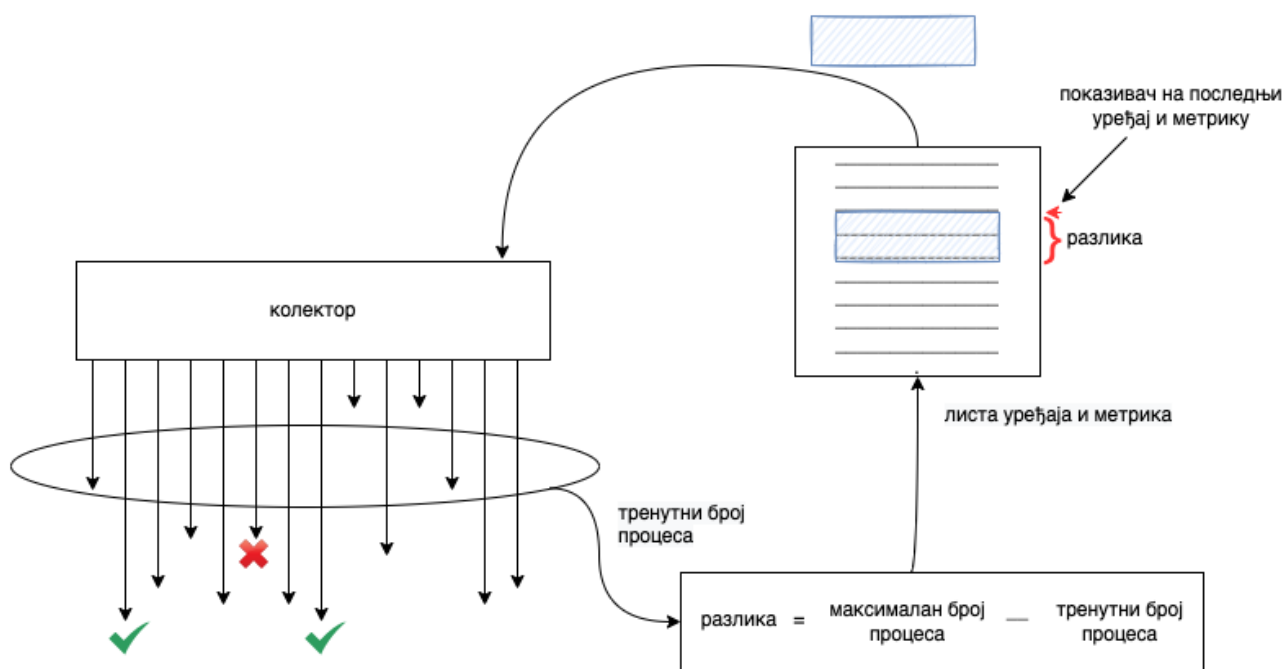 показивач на последњи
уређај и метрику
разлика
колектор
листа уређаја и метрика
тренутни број
процеса
разлика = максималан број процеса — тренутни број процеса